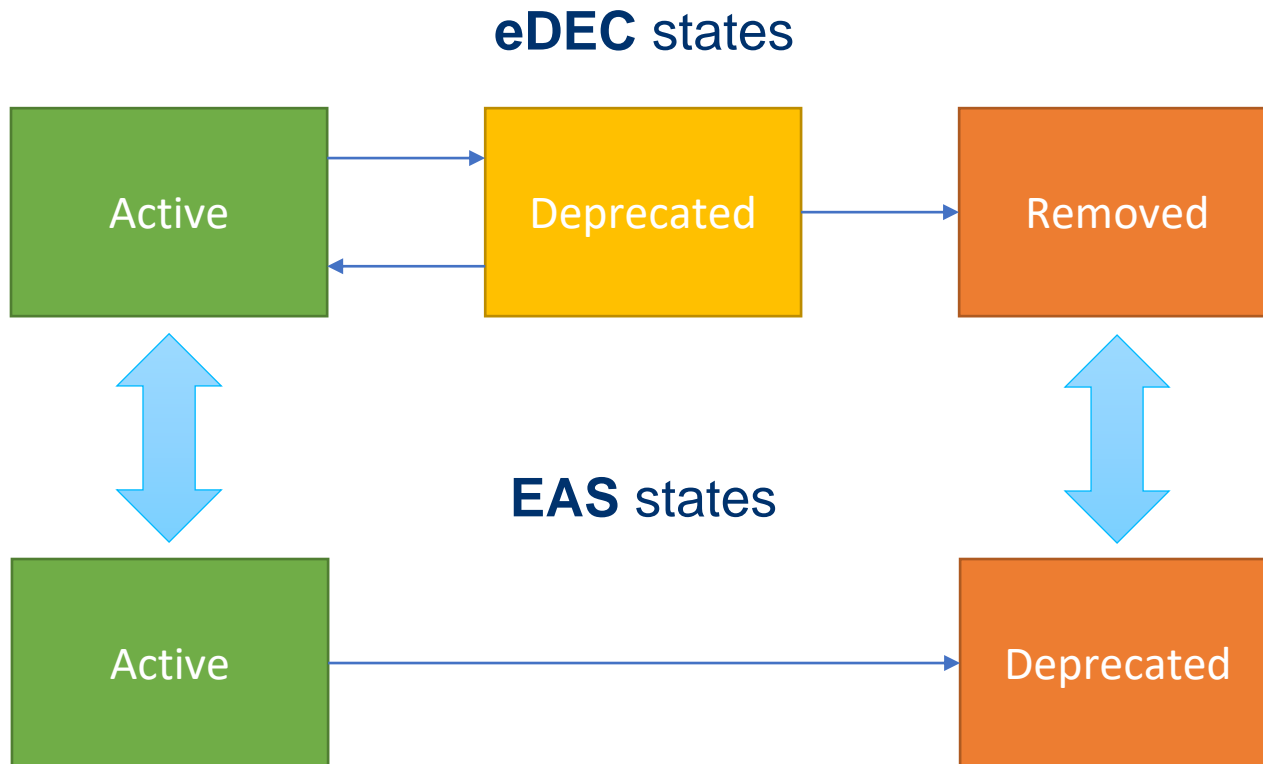 eDEC states
Active
Deprecated
Removed
EAS states
Active
Deprecated